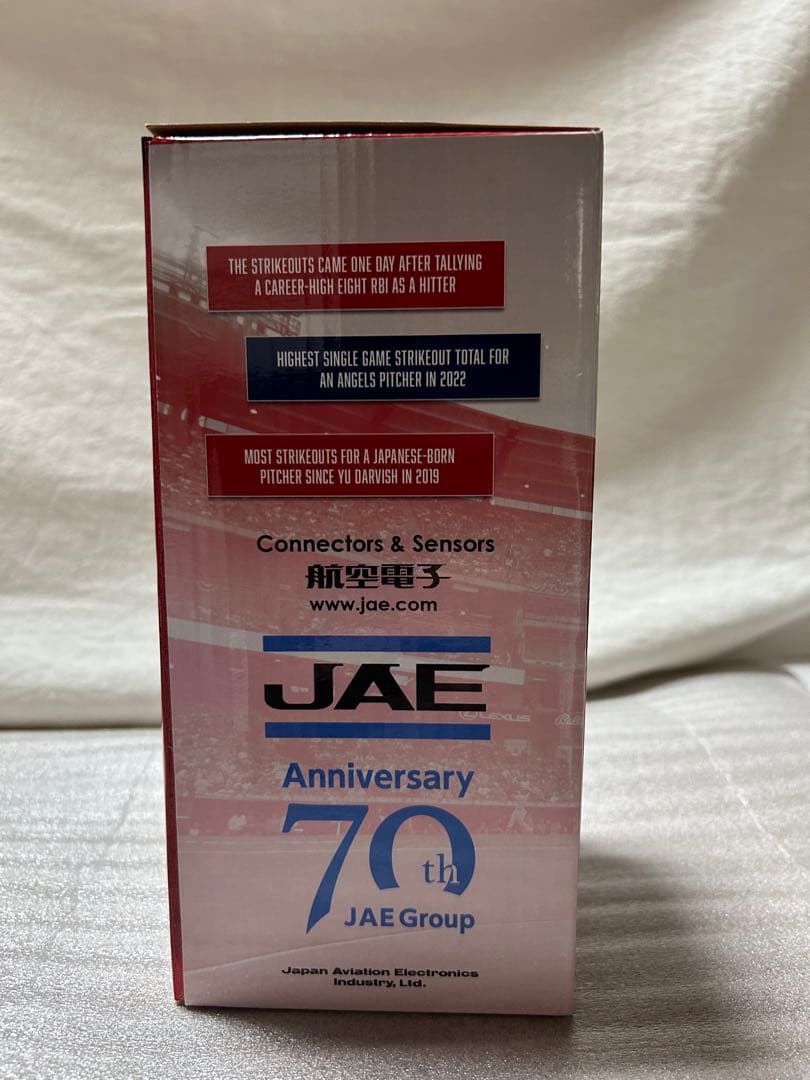 THE STRIKEOUTS CAME ONE DAY AFTER TALLYING
A CAREER-HIGH EIGHT RBI AS A HITTER
HIGHEST SINGLE GAME STRIKEOUT TOTAL FOR
AN ANGELS PITCHER IN 2022
MOST STRIKEOUTS FOR A JAPANESE-BORN
PITCHER SINCE YU DARVISH IN 2019
Connectors & Sensors
航空電子
www.jae.com
JAE
LEXUS
Anniversary
70th
JAE Group
Japan Aviation Electronics
Industry, Ltd.